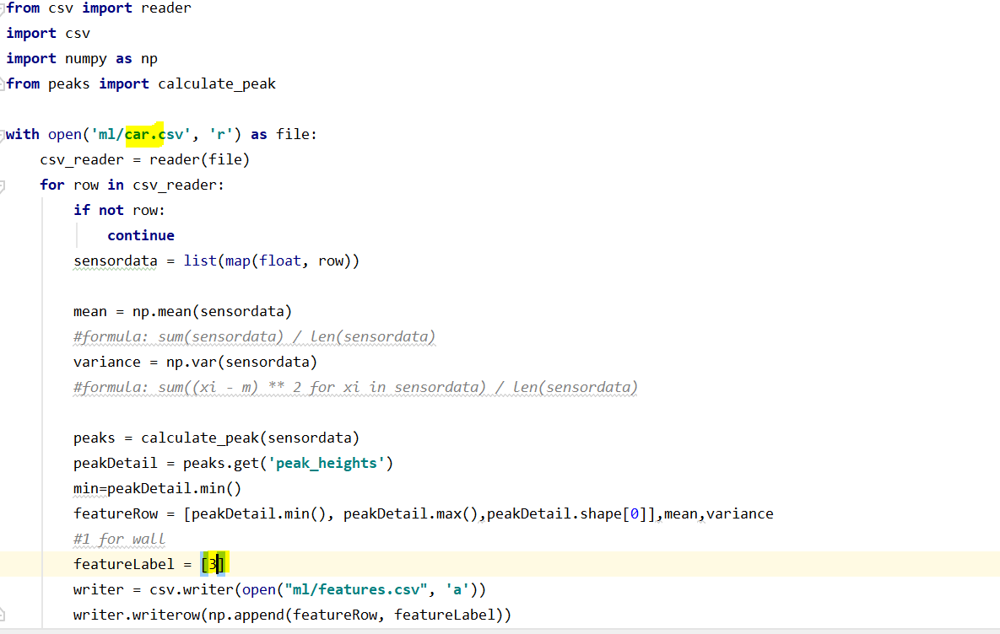 from csv import reader
import csv
import numpy as np
from peaks import calculate_peak
with open('ml/car.csv', 'r') as file:
csv_reader = reader(file)
for row in csv_reader:
if not row:
continue
sensordata = list(map(float, row))
mean = np.mean(sensordata)
#formula: sum(sensordata) / len(sensordata)
variance = np.var(sensordata)
#formula: sum((xi - m) ** 2 for xi in sensordata) / len(sensordata)
peaks = calculate_peak(sensordata)
peakDetail = peaks.get('peak_heights')
min=peakDetail.min()
featureRow = [peakDetail.min(), peakDetail.max(),peakDetail.shape[0]],mean,variance
#1 for wall
featureLabel = [3]
writer = csv.writer(open("ml/features.csv", 'a'))
writer.writerow(np.append(featureRow, featureLabel))